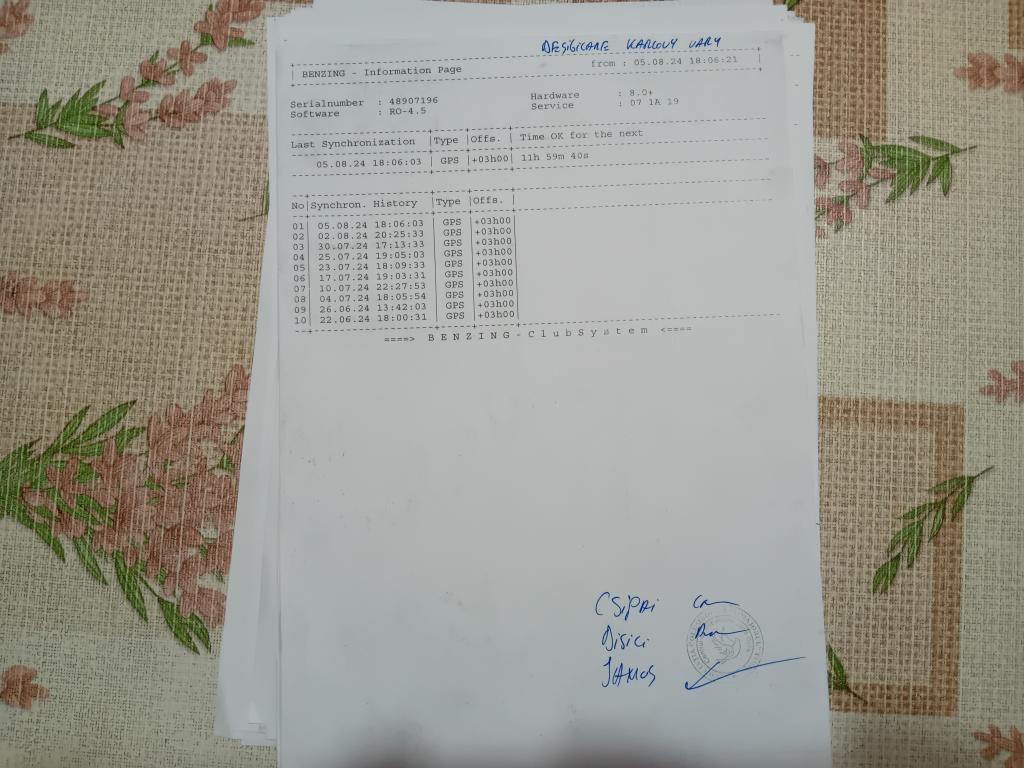 DESIGILARE KARLOVY VARY
BENZING - Information Page from : 05.08.24 18:06:21
Serialnumber : 48907196 Hardware : 8.0+
Software : RO-4.5 Service : 07 1A 19
Last Synchronization |Type |Offs. | Time OK for the next
05.08.24 18:06:03 | GPS |+03h00| 11h 59m 40s
No|Synchron. History |Type |Offs. |
01| 05.08.24 18:06:03 | GPS |+03h00|
02| 02.08.24 20:25:33 | GPS |+03h00|
03| 30.07.24 17:13:33 | GPS |+03h00|
04| 25.07.24 19:05:03 | GPS |+03h00|
05| 23.07.24 18:09:33 | GPS |+03h00|
06| 17.07.24 19:03:31 | GPS |+03h00|
07| 10.07.24 22:27:53 | GPS |+03h00|
08| 04.07.24 18:05:54 | GPS |+03h00|
09| 26.06.24 13:42:03 | GPS |+03h00|
10| 22.06.24 18:00:31 | GPS |+03h00|
====> B E N Z I N G - C l u b S y s t e m <====
CSIPAI
DISICI
JANOS